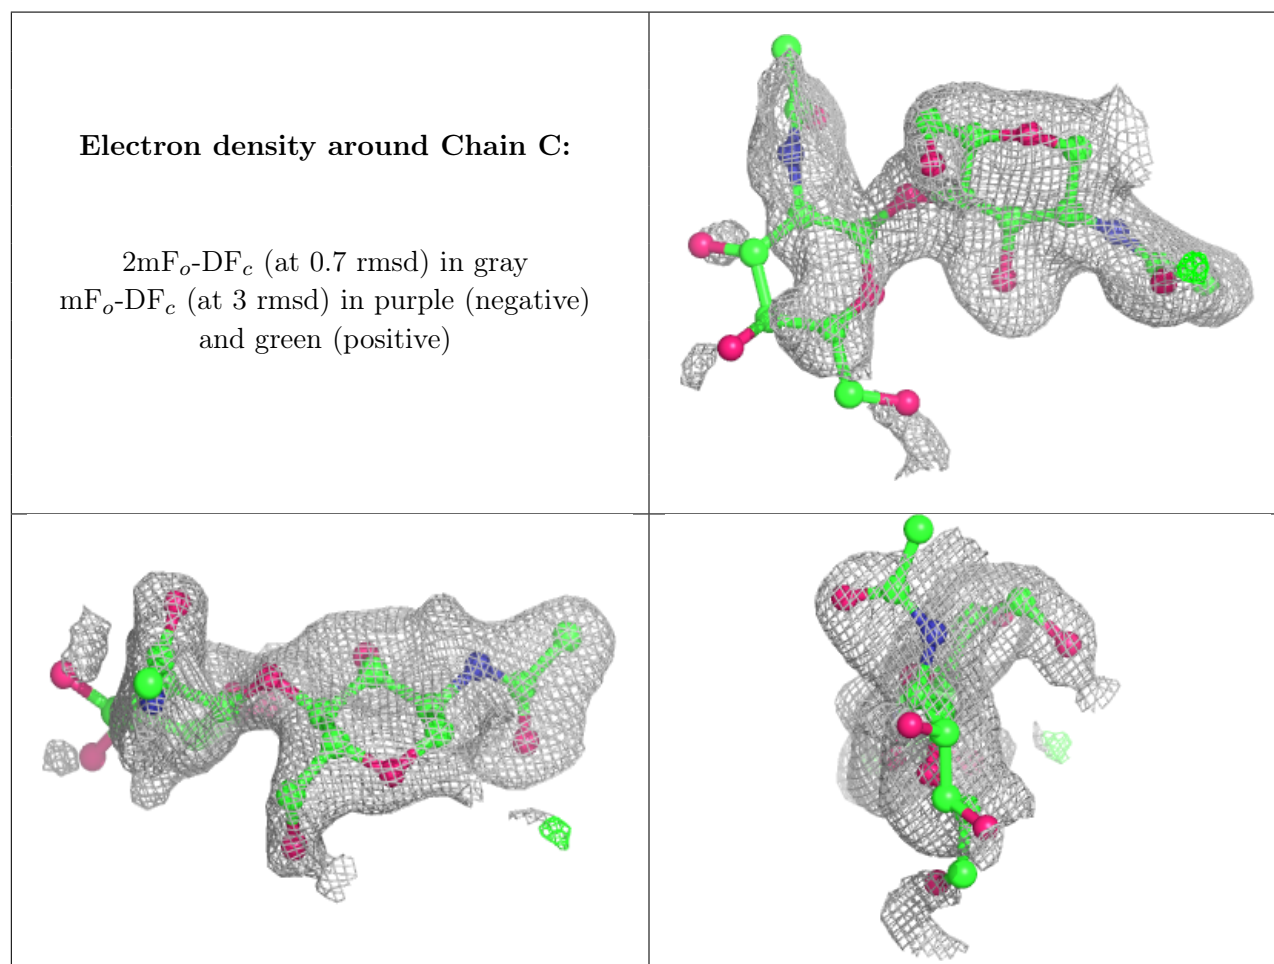 Electron density around Chain C:
2mFo-DFc (at 0.7 rmsd) in gray
mFo-DFc (at 3 rmsd) in purple (negative)
and green (positive)